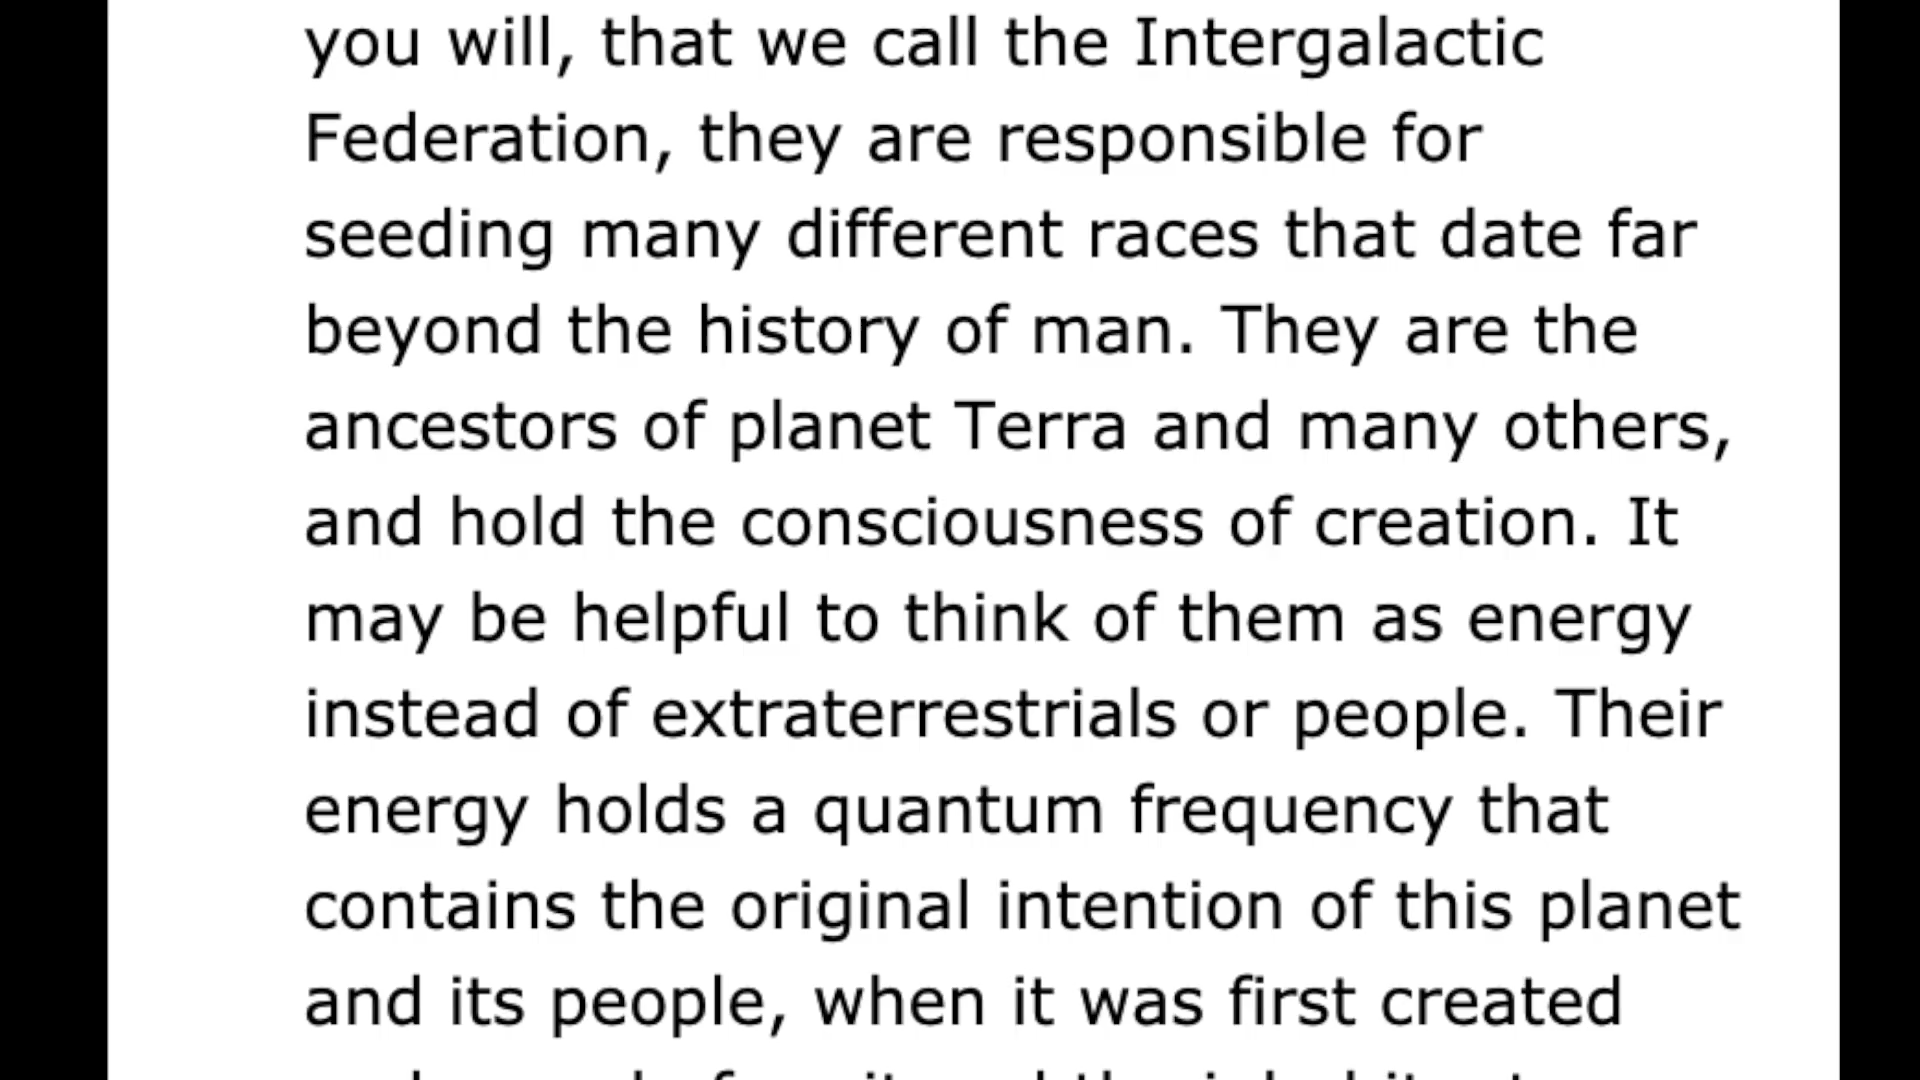 you will, that we call the Intergalactic
Federation, they are responsible for
seeding many different races that date far
beyond the history of man. They are the
ancestors of planet Terra and many others,
and hold the consciousness of creation. It
may be helpful to think of them as energy
instead of extraterrestrials or people. Their
energy holds a quantum frequency that
contains the original intention of this planet
and its people, when it was first created